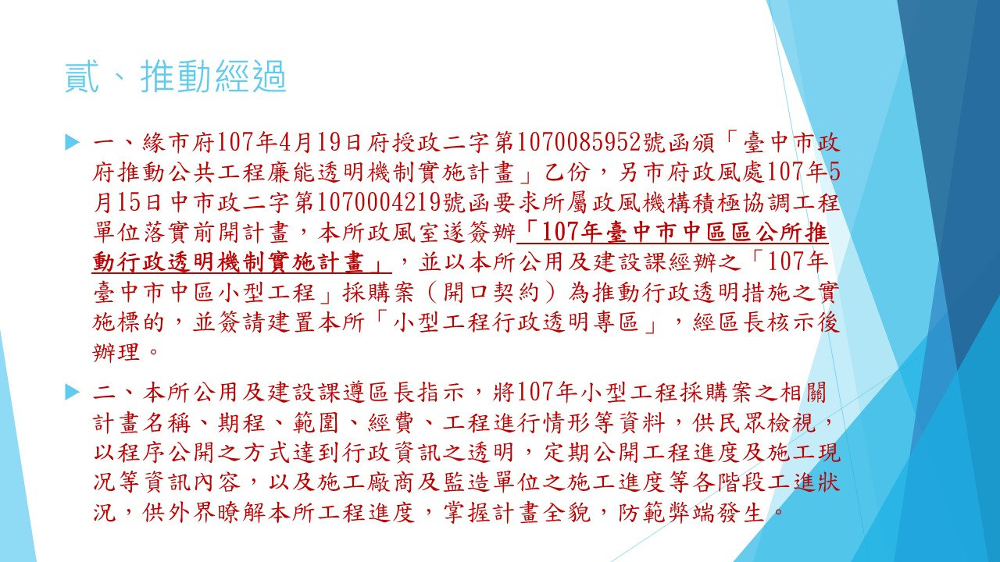 貳、推動經過
一、緣市府107年4月19日府授政二字第1070085952號函頒「臺中市政
府推動公共工程廉能透明機制實施計畫」乙份，另市府政風處107年5
月15日中市政二字第1070004219號函要求所屬政風機構積極協調工程
單位落實前開計畫，本所政風室遂簽辦「107年臺中市中區區公所推
動行政透明機制實施計畫」，並以本所公用及建設課經辦之「107年
臺中市中區小型工程」採購案（開口契約）為推動行政透明措施之實
施標的，並簽請建置本所「小型工程行政透明專區」，經區長核示後
辦理。
二、本所公用及建設課遵區長指示，將107年小型工程採購案之相關
計畫名稱、期程、範圍、經費、工程進行情形等資料，供民眾檢視，
以程序公開之方式達到行政資訊之透明，定期公開工程進度及施工現
况等資訊內容，以及施工廠商及監造單位之施工進度等各階段工進狀
況，供外界暸解本所工程進度，掌握計畫全貌，防範弊端發生。